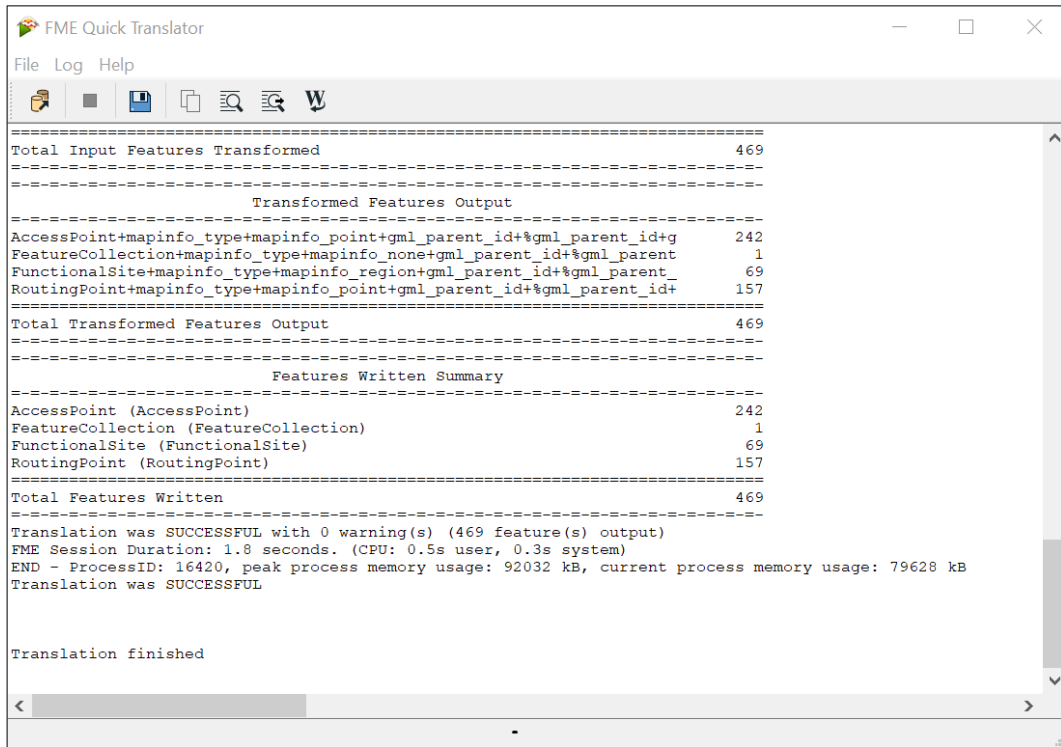 FME Quick Translator
File Log Help
==============================================================================
Total Input Features Transformed 469
=-=-=-=-=-=-=-=-=-=-=-=-=-=-=-=-=-=-=-=-=-=-=-=-=-=-=-=-=-=-=-=-=-=-=-=-=-=-=-
=-=-=-=-=-=-=-=-=-=-=-=-=-=-=-=-=-=-=-=-=-=-=-=-=-=-=-=-=-=-=-=-=-=-=-=-=-=-=-
Transformed Features Output
=-=-=-=-=-=-=-=-=-=-=-=-=-=-=-=-=-=-=-=-=-=-=-=-=-=-=-=-=-=-=-=-=-=-=-=-=-=-=-
AccessPoint+mapinfo_type+mapinfo_point+gml_parent_id+%gml_parent_id+g 242
FeatureCollection+mapinfo_type+mapinfo_none+gml_parent_id+%gml_parent 1
FunctionalSite+mapinfo_type+mapinfo_region+gml_parent_id+%gml_parent_ 69
RoutingPoint+mapinfo_type+mapinfo_point+gml_parent_id+%gml_parent_id+ 157
==============================================================================
Total Transformed Features Output 469
=-=-=-=-=-=-=-=-=-=-=-=-=-=-=-=-=-=-=-=-=-=-=-=-=-=-=-=-=-=-=-=-=-=-=-=-=-=-=-
=-=-=-=-=-=-=-=-=-=-=-=-=-=-=-=-=-=-=-=-=-=-=-=-=-=-=-=-=-=-=-=-=-=-=-=-=-=-=-
Features Written Summary
=-=-=-=-=-=-=-=-=-=-=-=-=-=-=-=-=-=-=-=-=-=-=-=-=-=-=-=-=-=-=-=-=-=-=-=-=-=-=-
AccessPoint (AccessPoint) 242
FeatureCollection (FeatureCollection) 1
FunctionalSite (FunctionalSite) 69
RoutingPoint (RoutingPoint) 157
==============================================================================
Total Features Written 469
=-=-=-=-=-=-=-=-=-=-=-=-=-=-=-=-=-=-=-=-=-=-=-=-=-=-=-=-=-=-=-=-=-=-=-=-=-=-=-
Translation was SUCCESSFUL with 0 warning(s) (469 feature(s) output)
FME Session Duration: 1.8 seconds. (CPU: 0.5s user, 0.3s system)
END - ProcessID: 16420, peak process memory usage: 92032 kB, current process memory usage: 79628 kB
Translation was SUCCESSFUL
Translation finished
-